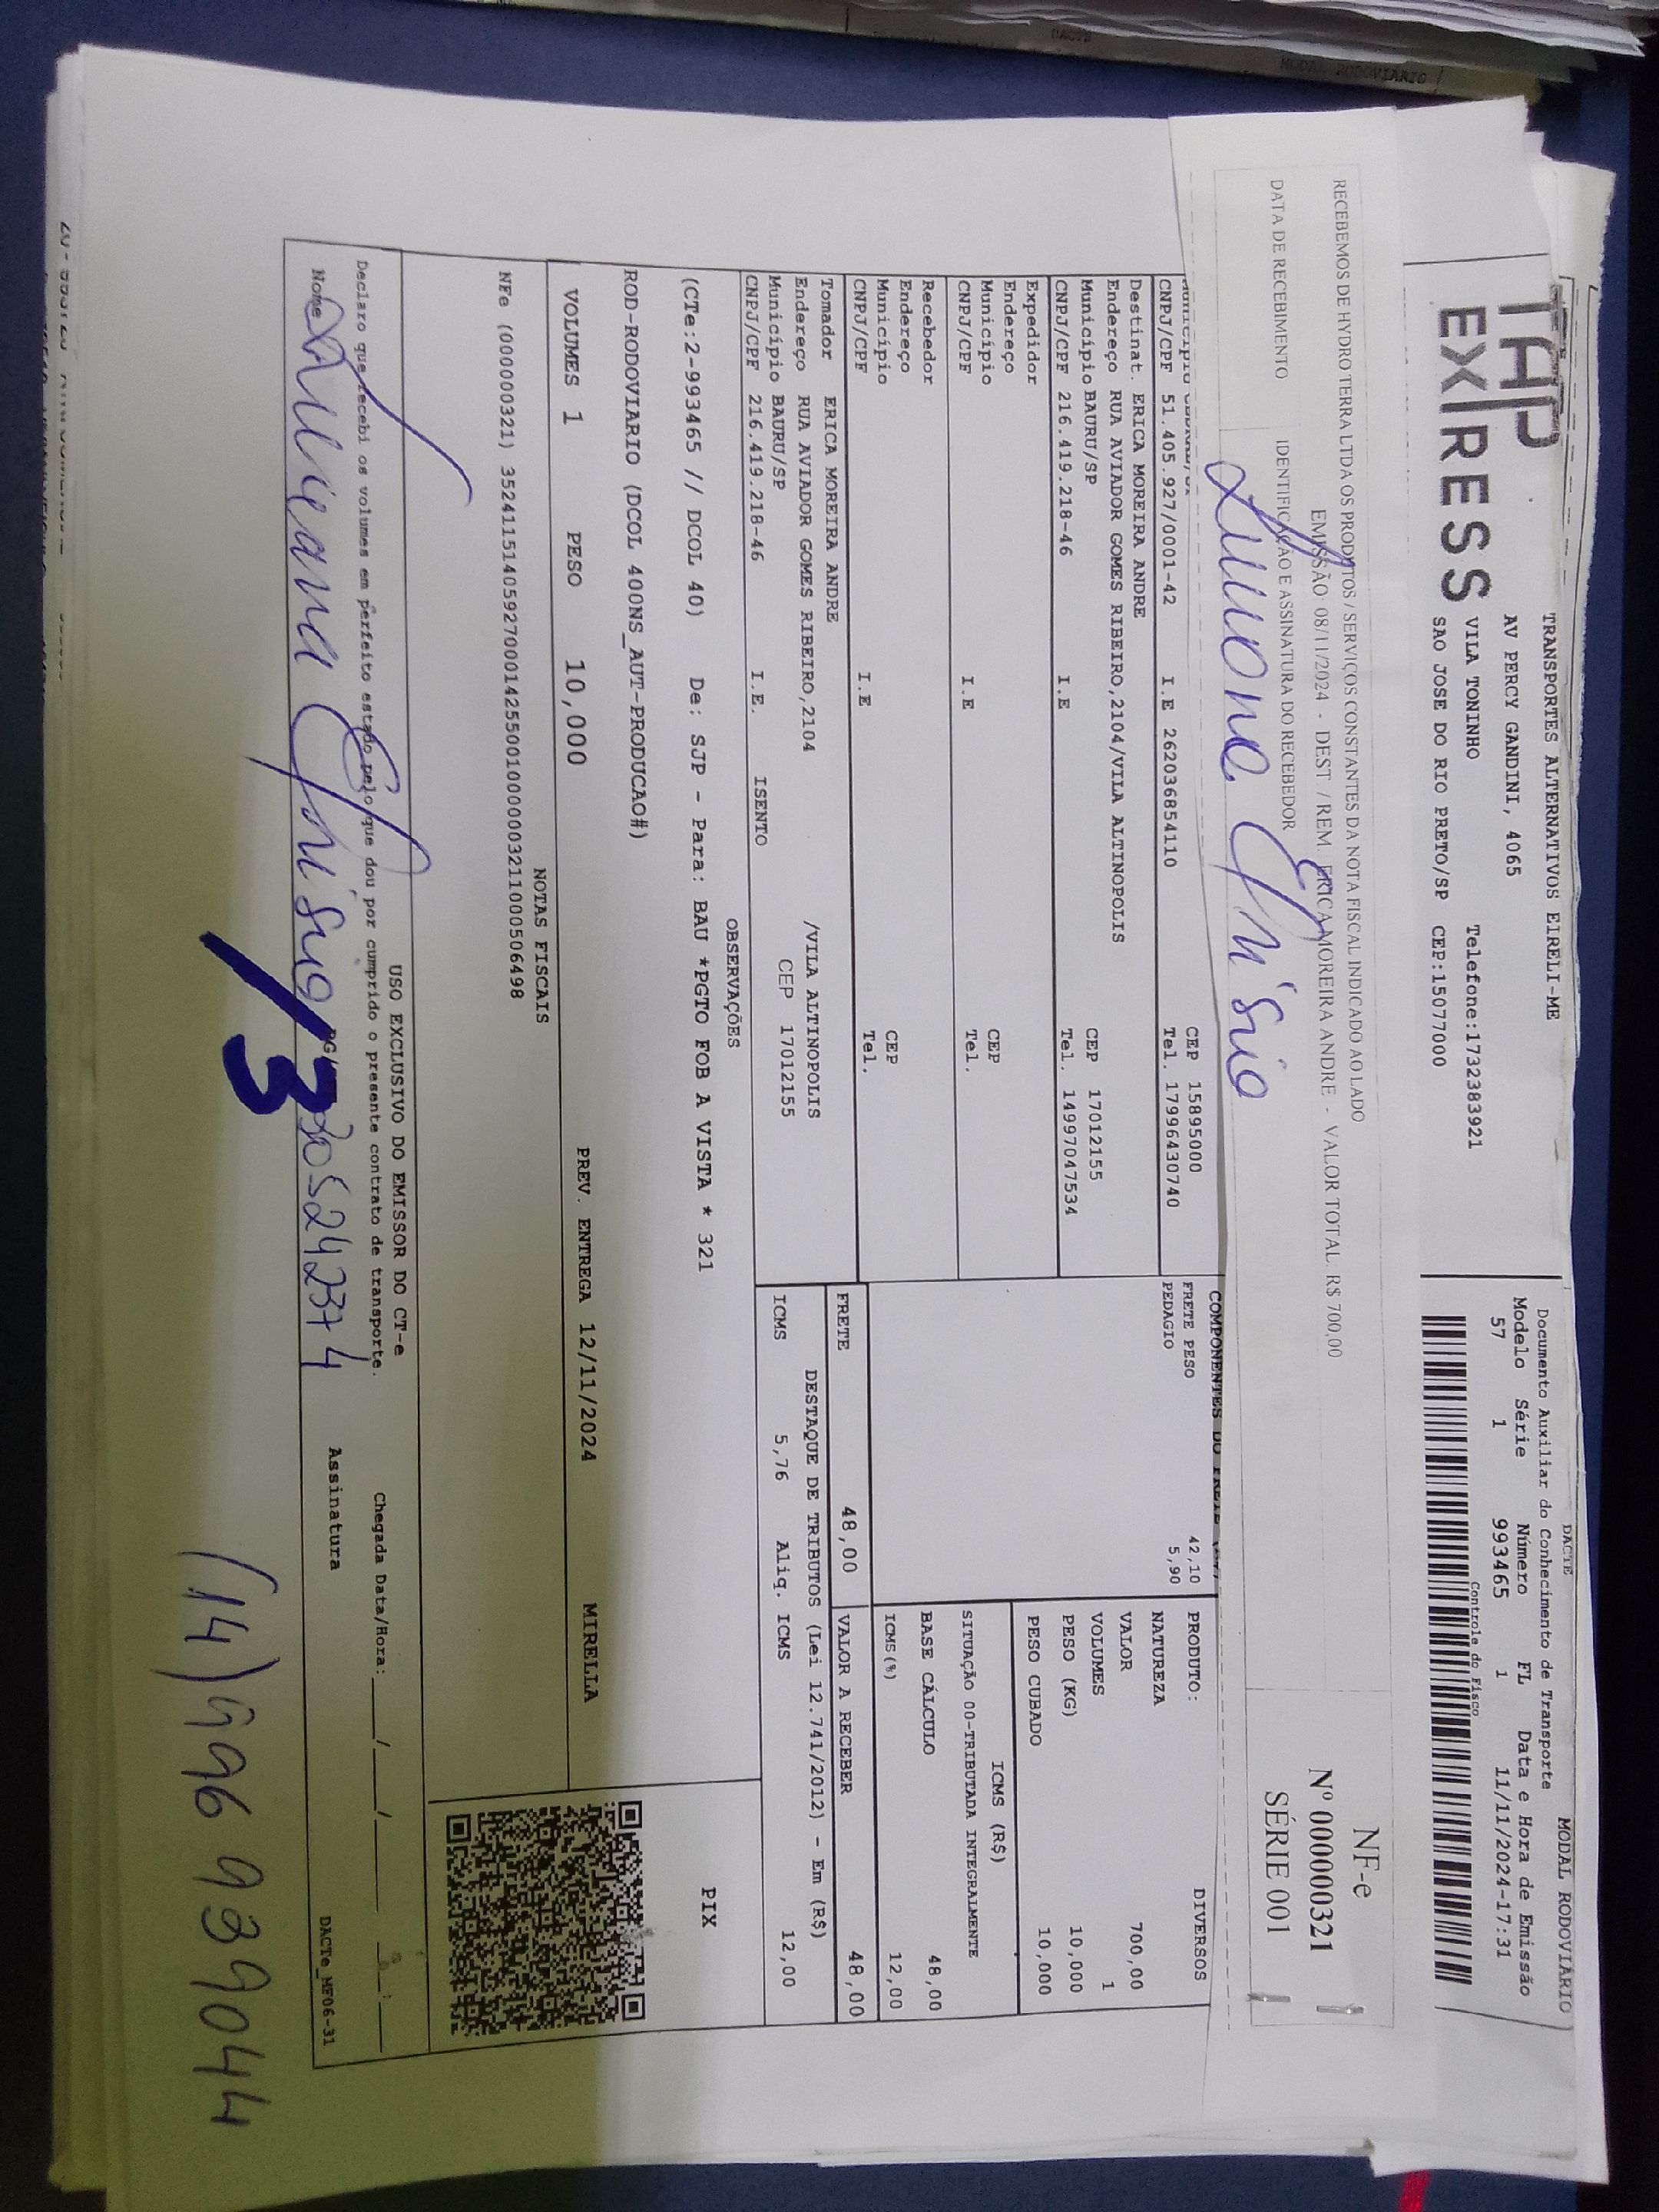 TAP
EXPRESS
TRANSPORTES ALTERNATIVOS EIRELI-ME
AV PERCY GANDINI, 4065
VILA TONINHO Telefone:1732383921
SAO JOSE DO RIO PRETO/SP CEP:15077000
DACTE MODAL RODOVIÁRIO
Documento Auxiliar do Conhecimento de Transporte
Modelo Série Número FL Data e Hora de Emissão
57 1 993465 1 11/11/2024-17:31
Controle do Fisco
RECEBEMOS DE HYDRO TERRA LTDA OS PRODUTOS / SERVIÇOS CONSTANTES DA NOTA FISCAL INDICADO AO LADO
EMISSÃO: 08/11/2024 - DEST / REM. ERICA MOREIRA ANDRE - VALOR TOTAL: R$ 700,00
DATA DE RECEBIMENTO IDENTIFICAÇÃO E ASSINATURA DO RECEBEDOR
NF-e
Nº 000000321
SÉRIE 001
CEP 15895000
CNPJ/CPF 51.405.927/0001-42 I.E 262036854110 Tel. 17996430740
Destinat. ERICA MOREIRA ANDRE
Endereço RUA AVIADOR GOMES RIBEIRO,2104/VILA ALTINOPOLIS
Município BAURU/SP CEP 17012155
CNPJ/CPF 216.419.218-46 I.E Tel. 14997047534
Expedidor
Endereço
Município CEP
CNPJ/CPF I.E Tel.
Recebedor
Endereço
Município CEP
CNPJ/CPF I.E Tel.
Tomador ERICA MOREIRA ANDRE
Endereço RUA AVIADOR GOMES RIBEIRO,2104 /VILA ALTINOPOLIS
Município BAURU/SP CEP 17012155
CNPJ/CPF 216.419.218-46 I.E. ISENTO
COMPONENTES DO FRETE
FRETE PESO 42,10
PEDAGIO 5,90
PRODUTO: DIVERSOS
NATUREZA
VALOR 700,00
VOLUMES 1
PESO (KG) 10,000
PESO CUBADO 10,000
ICMS (R$)
SITUAÇÃO 00-TRIBUTADA INTEGRALMENTE
BASE CÁLCULO 48,00
ICMS(%) 12,00
FRETE 48,00 VALOR A RECEBER 48,00
DESTAQUE DE TRIBUTOS (Lei 12.741/2012) - Em (R$)
ICMS 5,76 Aliq. ICMS 12,00
OBSERVAÇÕES
(CTe:2-993465 // DCOL 40) De: SJP - Para: BAU *PGTO FOB A VISTA * 321
ROD-RODOVIARIO (DCOL 400NS_AUT-PRODUCAO#)
PIX
VOLUMES 1 PESO 10,000 PREV. ENTREGA 12/11/2024 MIRELLA
NOTAS FISCAIS
NFe (000000321) 35241151405927000142550010000003211000506498
USO EXCLUSIVO DO EMISSOR DO CT-e
Declaro que recebi os volumes em perfeito estado pelo que dou por cumprido o presente contrato de transporte. Chegada Data/Hora: ___/___/_____ __:__
Nome 305242374 Assinatura DACTe_MF06-31
13
(14) 996939044